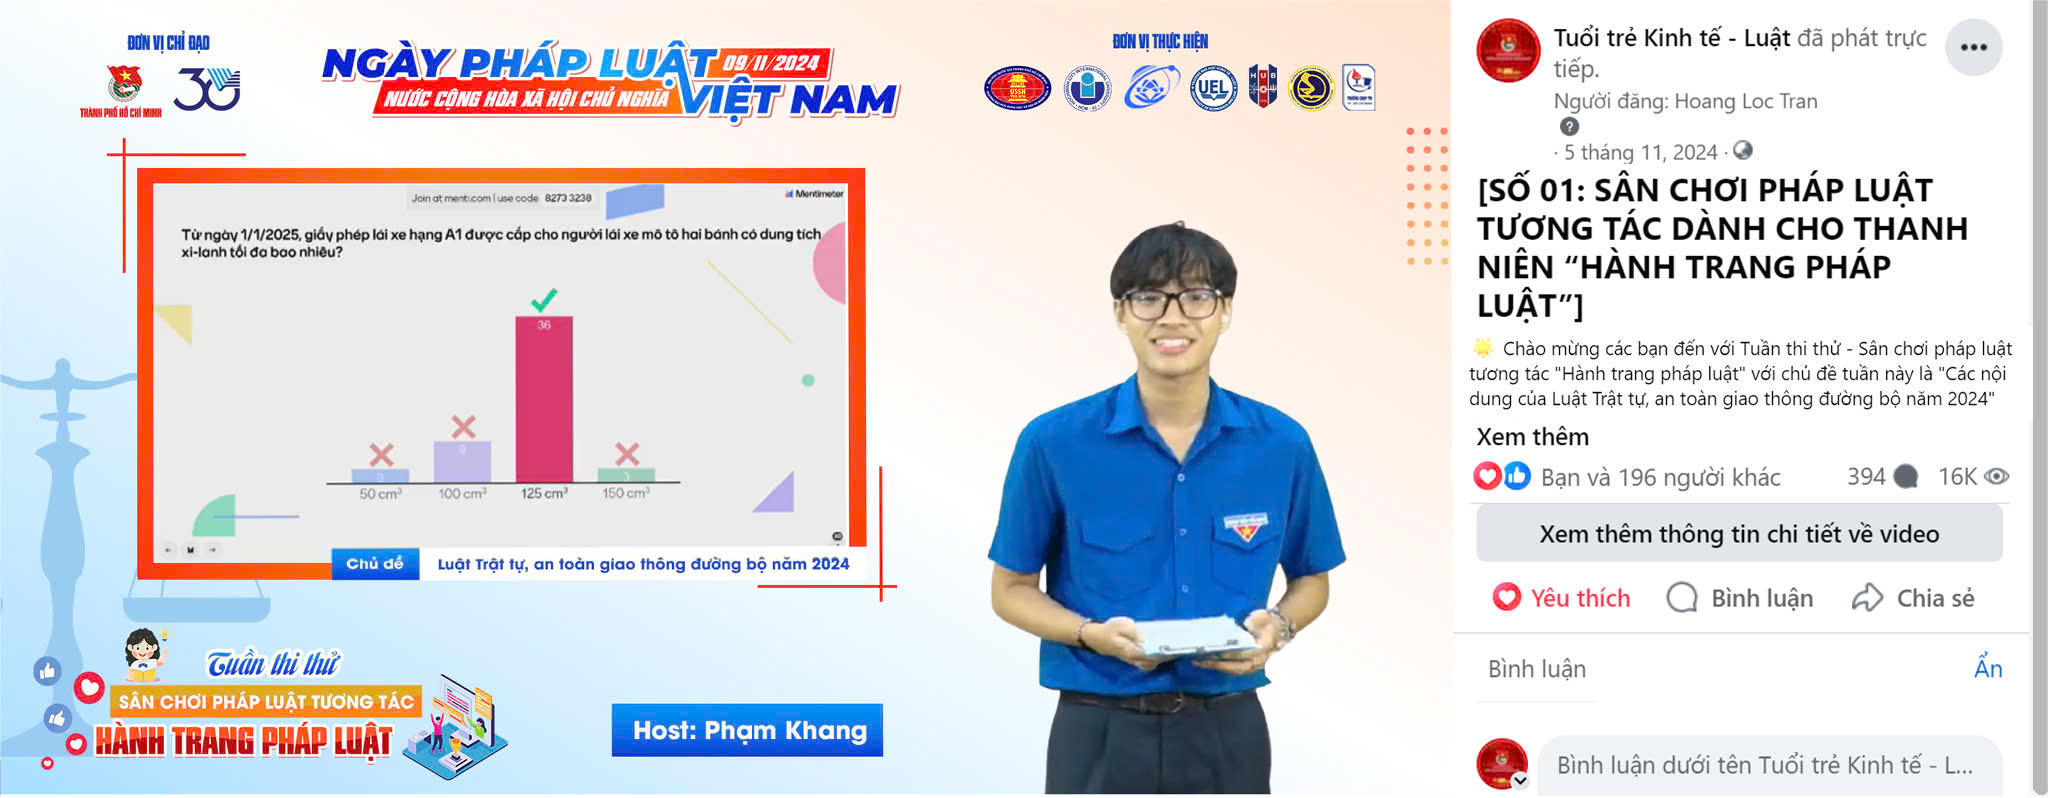 ĐƠN VỊ CHỈ ĐẠO
THÀNH PHỐ HỒ CHÍ MINH
30
NGÀY PHÁP LUẬT
09/11/2024
NƯỚC CỘNG HÒA XÃ HỘI CHỦ NGHĨA
VIỆT NAM
ĐƠN VỊ THỰC HIỆN
UEL
HUB
Join at menti.com | use code 8273 3238
Mentimeter
Từ ngày 1/1/2025, giấy phép lái xe hạng A1 được cấp cho người lái xe mô tô hai bánh có dung tích
xi-lanh tối đa bao nhiêu?
3
9
36
3
50 cm³
100 cm³
125 cm³
150 cm³
Chủ đề
Luật Trật tự, an toàn giao thông đường bộ năm 2024
Tuần thi thử
SÂN CHƠI PHÁP LUẬT TƯƠNG TÁC
HÀNH TRANG PHÁP LUẬT
Host: Phạm Khang
Tuổi trẻ Kinh tế - Luật đã phát trực
tiếp.
Người đăng: Hoang Loc Tran
· 5 tháng 11, 2024 ·
[SỐ 01: SÂN CHƠI PHÁP LUẬT
TƯƠNG TÁC DÀNH CHO THANH
NIÊN “HÀNH TRANG PHÁP
LUẬT”]
Chào mừng các bạn đến với Tuần thi thử - Sân chơi pháp luật
tương tác "Hành trang pháp luật" với chủ đề tuần này là "Các nội
dung của Luật Trật tự, an toàn giao thông đường bộ năm 2024"
Xem thêm
Bạn và 196 người khác
394
16K
Xem thêm thông tin chi tiết về video
Yêu thích
Bình luận
Chia sẻ
Bình luận
Ẩn
Bình luận dưới tên Tuổi trẻ Kinh tế - L...